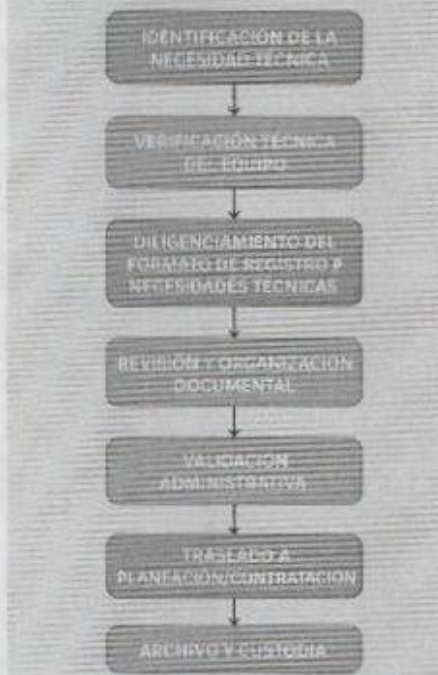 IDENTIFICACIÓN DE LA
NECESIDAD TÉCNICA
VERIFICACIÓN TÉCNICA
DEL EQUIPO
DILIGENCIAMIENTO DEL
FORMATO DE REGISTRO
NECESIDADES TÉCNICAS
REVISIÓN Y ORGANIZACIÓN
DOCUMENTAL
VALIDACIÓN
ADMINISTRATIVA
TRASLADO A
PLANEACIÓN/CONTRATACIÓN
ARCHIVO Y CUSTODIA